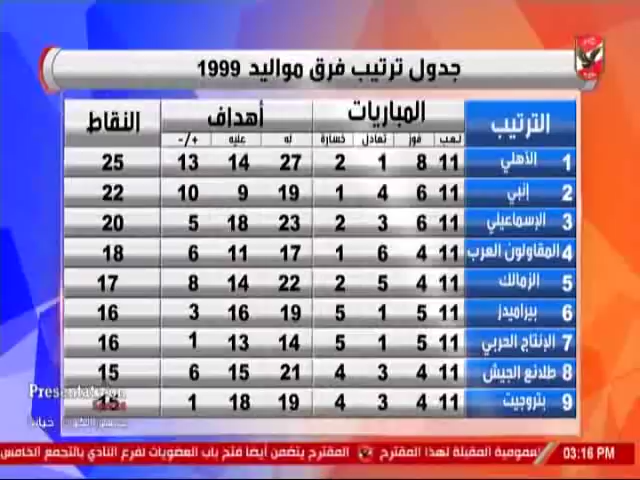 جدول ترتيب فرق مواليد 1999
الترتيب المباريات أهداف النقاط
لعب فوز تعادل خسارة له عليه +/-
1 الأهلي 11 8 1 2 27 14 13 25
2 إنبي 11 6 4 1 19 9 10 22
3 الإسماعيلي 11 6 3 2 23 18 5 20
4 المقاولون العرب 11 4 6 1 17 11 6 18
5 الزمالك 11 4 5 2 22 14 8 17
6 بيراميدز 11 5 1 5 19 16 3 16
7 الإنتاج الحربي 11 5 1 5 14 13 1 16
8 طلائع الجيش 11 4 3 4 21 15 6 15
9 بتروجيت 11 4 3 4 19 18 1
Presentation
03:16 PM ـمومية المقبلة لهذا المقترح المقترح يتضمن أيضا فتح باب العضويات لفرع النادي بالتجمع الخامس